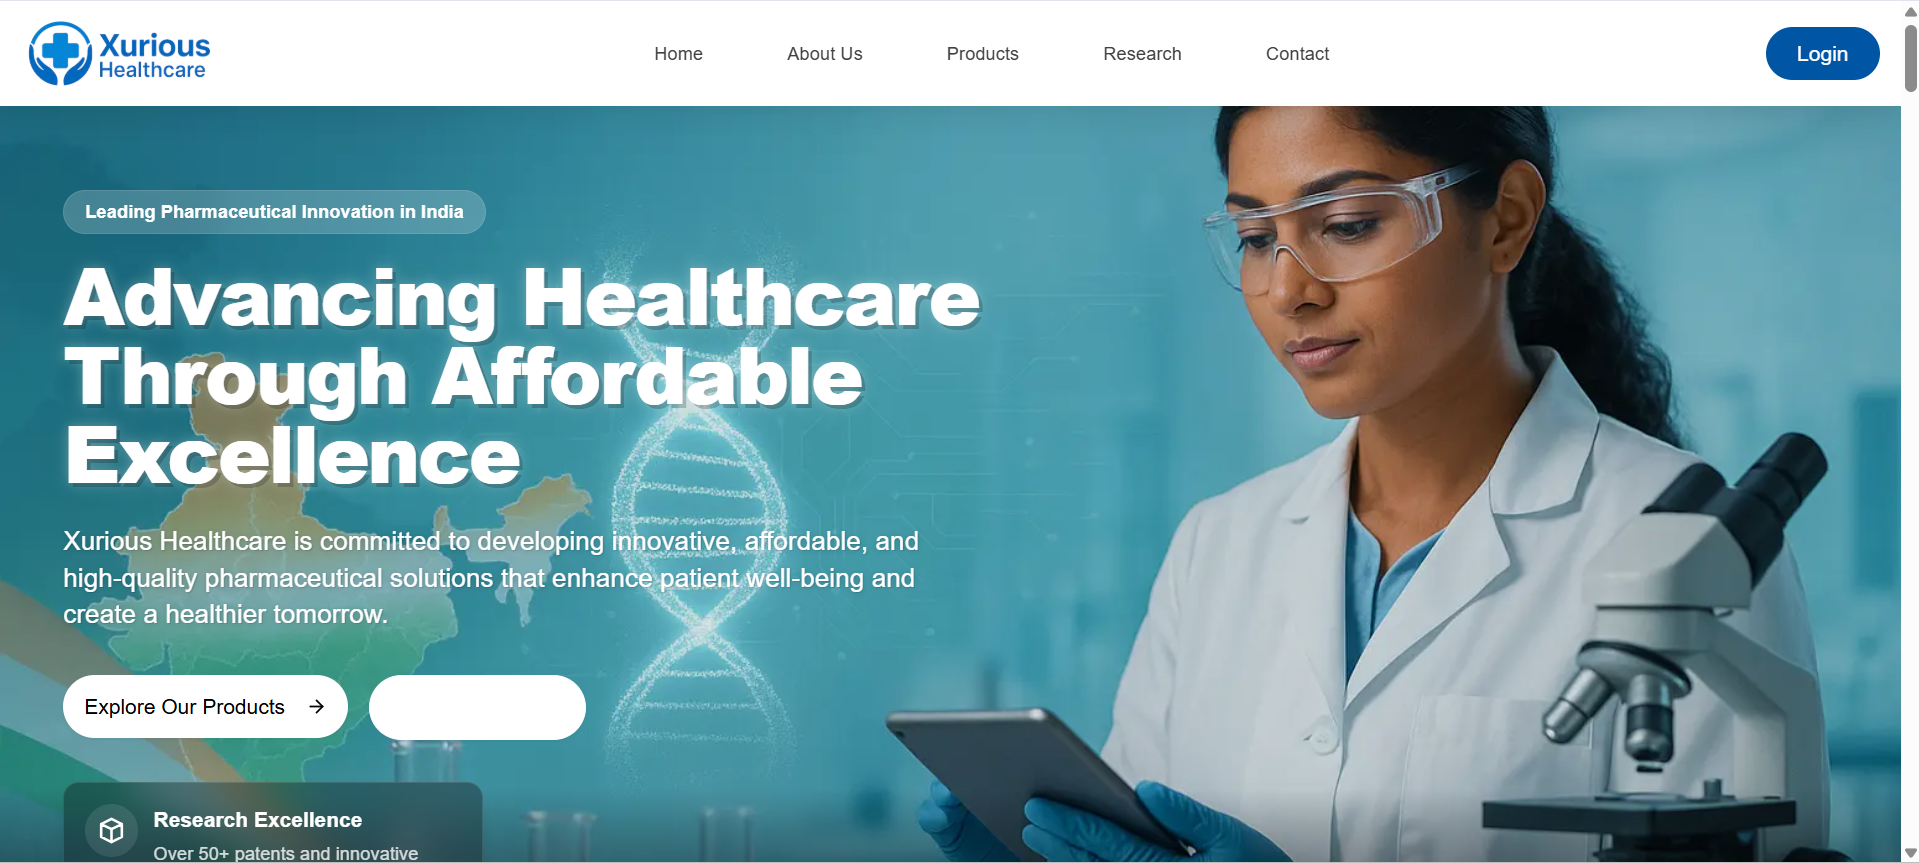 Xurious
Healthcare
Home
About Us
Products
Research
Contact
Login
Leading Pharmaceutical Innovation in India
Advancing Healthcare
Through Affordable
Excellence
Xurious Healthcare is committed to developing innovative, affordable, and
high-quality pharmaceutical solutions that enhance patient well-being and
create a healthier tomorrow.
Explore Our Products
Research Excellence
Over 50+ patents and innovative